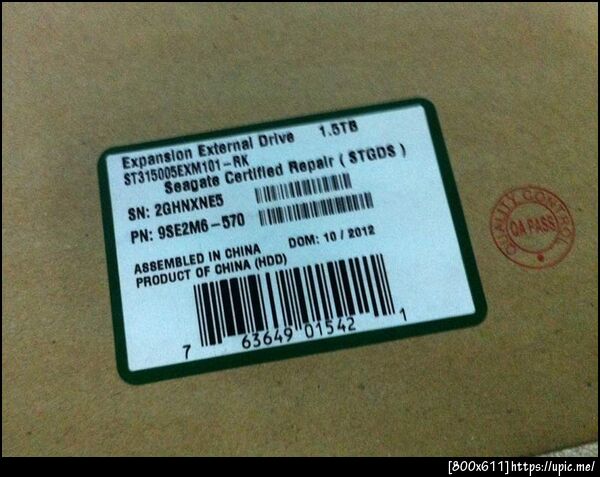 Expansion External Drive 1.5TB
ST315005EXM101-RK
Seagate Certified Repair ( STGDS )
SN: 2GHNXNE5
PN: 9SE2M6-570
ASSEMBLED IN CHINA DOM: 10 / 2012
PRODUCT OF CHINA (HDD)
7 63649 01542 1
QUALITY CONTROL
QA PASS
[800x611]https://upic.me/